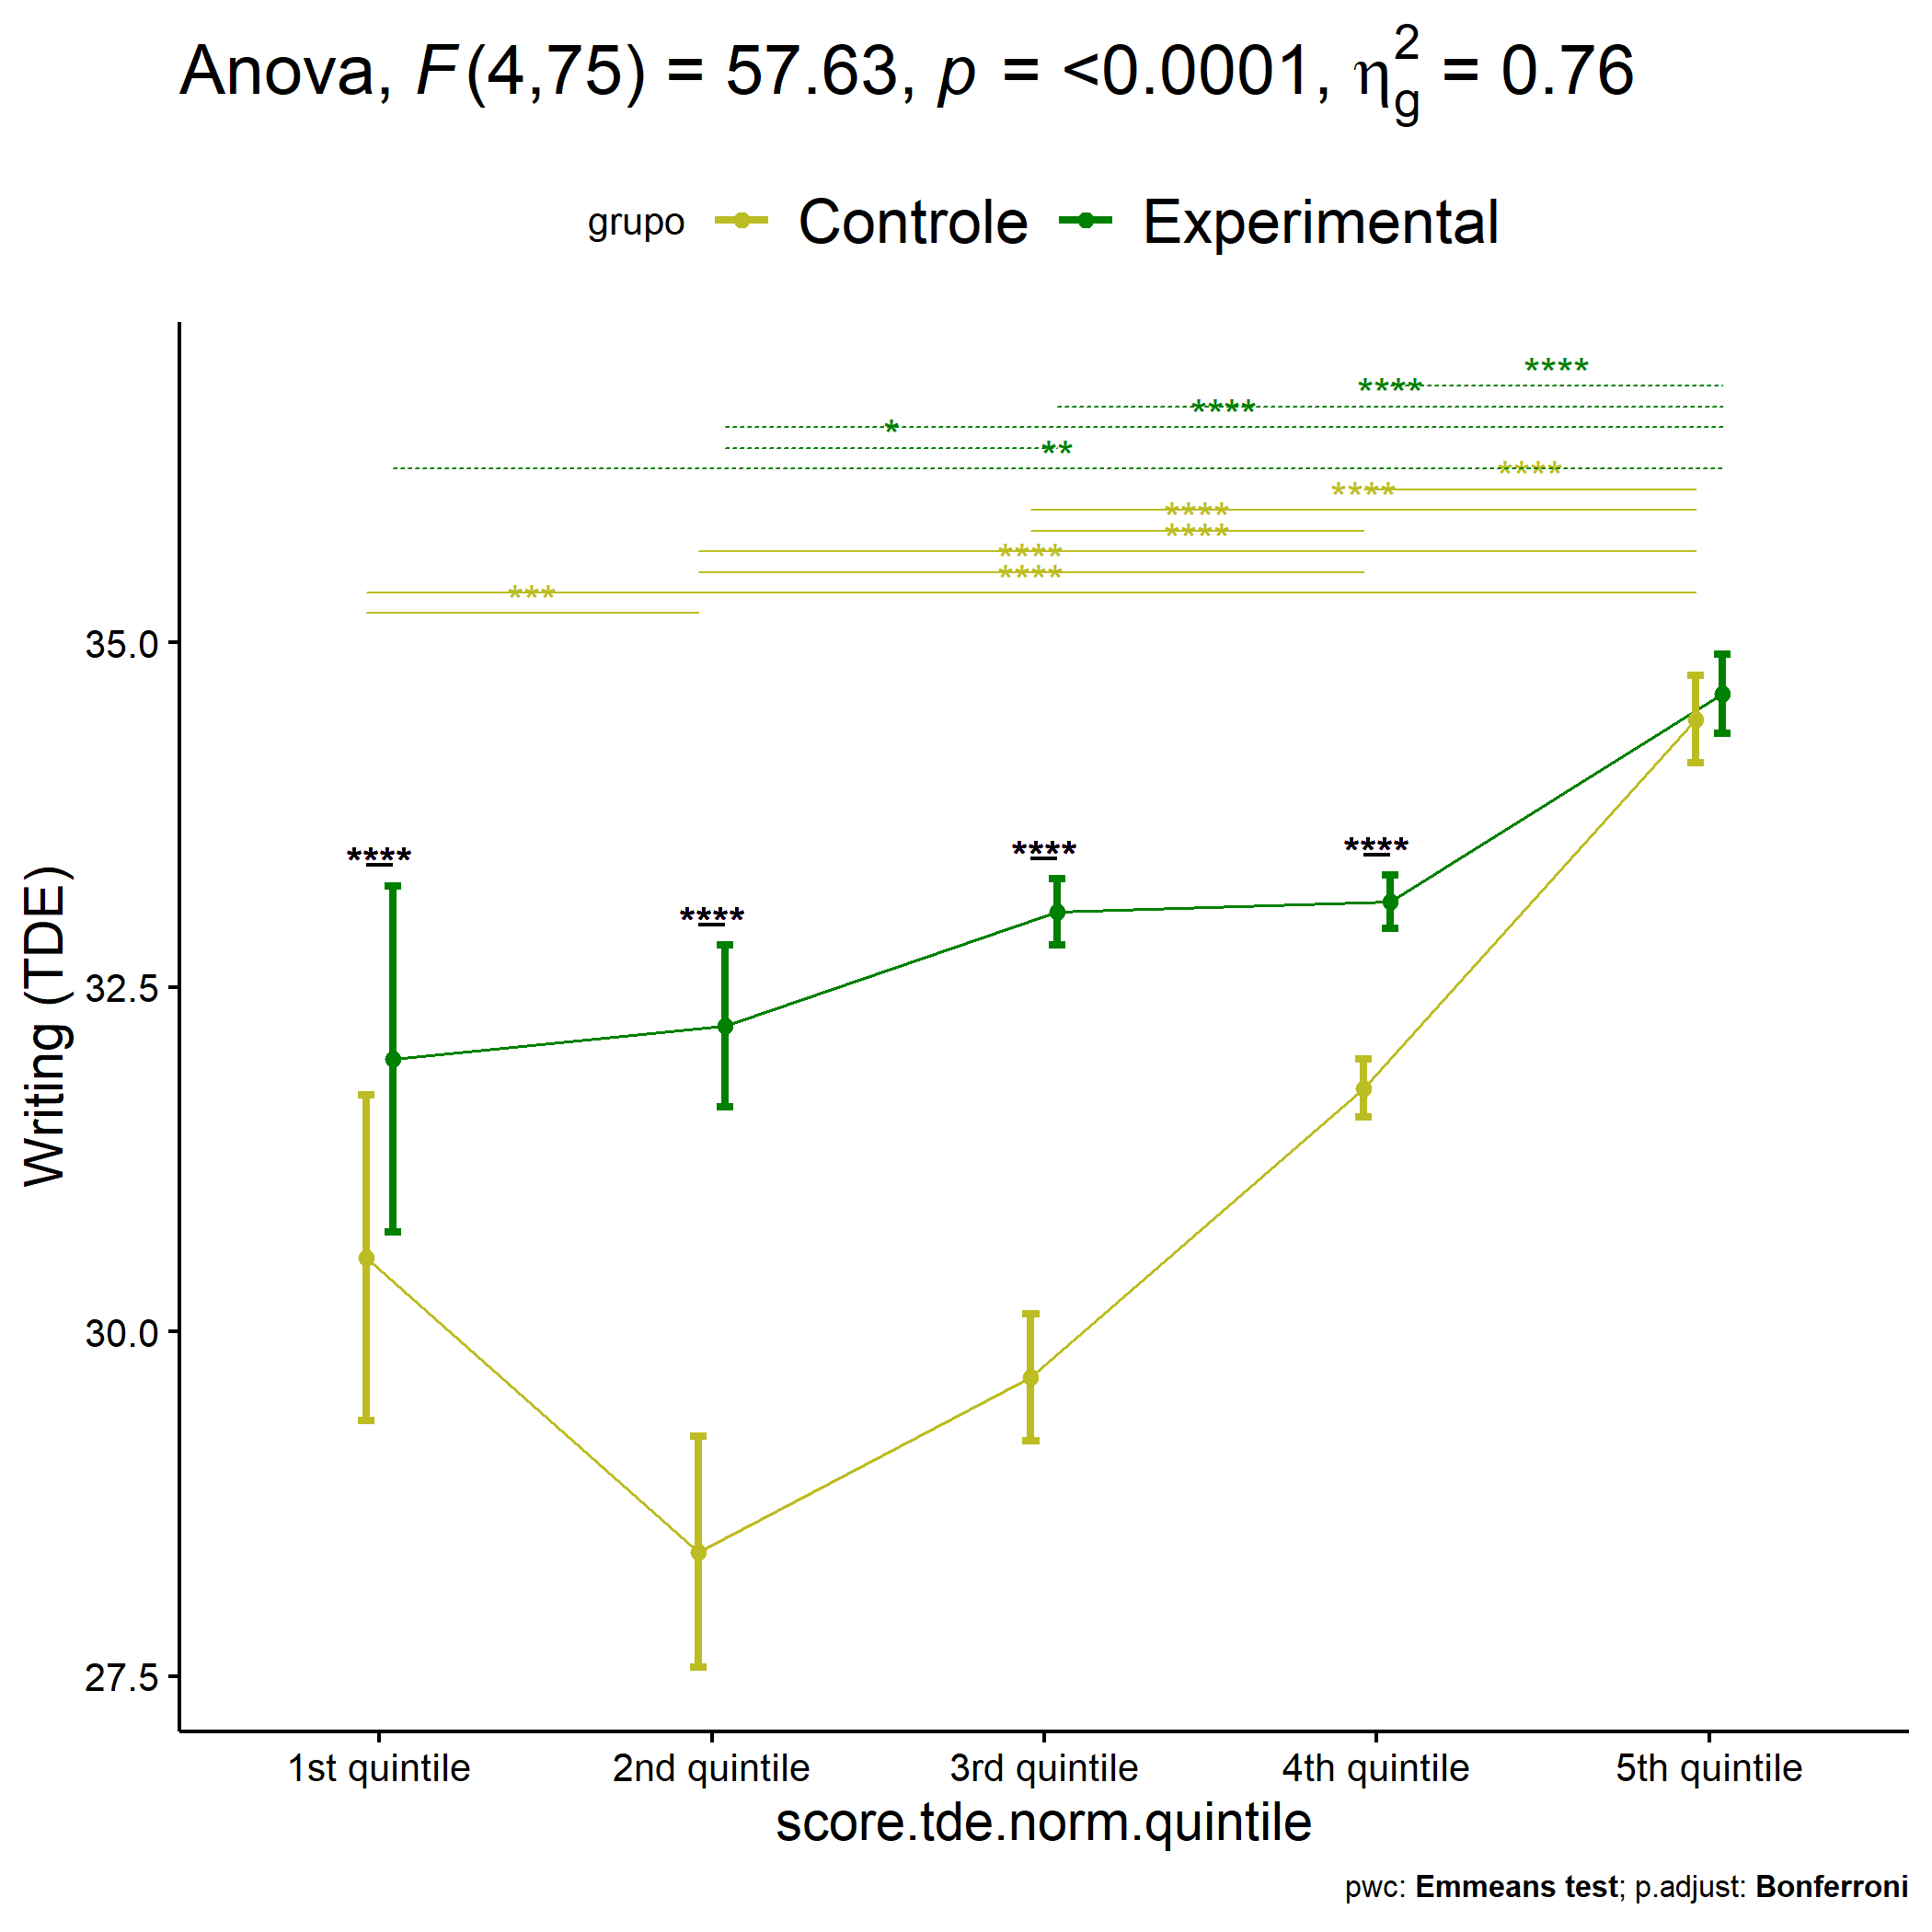 Anova, F(4,75) = 57.63, p = <0.0001, η²g = 0.76
grupo Controle Experimental
****
****
****
*
**
****
****
****
****
****
****
***
35.0
32.5
30.0
27.5
**** **** **** ****
Writing (TDE)
1st quintile 2nd quintile 3rd quintile 4th quintile 5th quintile
score.tde.norm.quintile
pwc: Emmeans test; p.adjust: Bonferroni